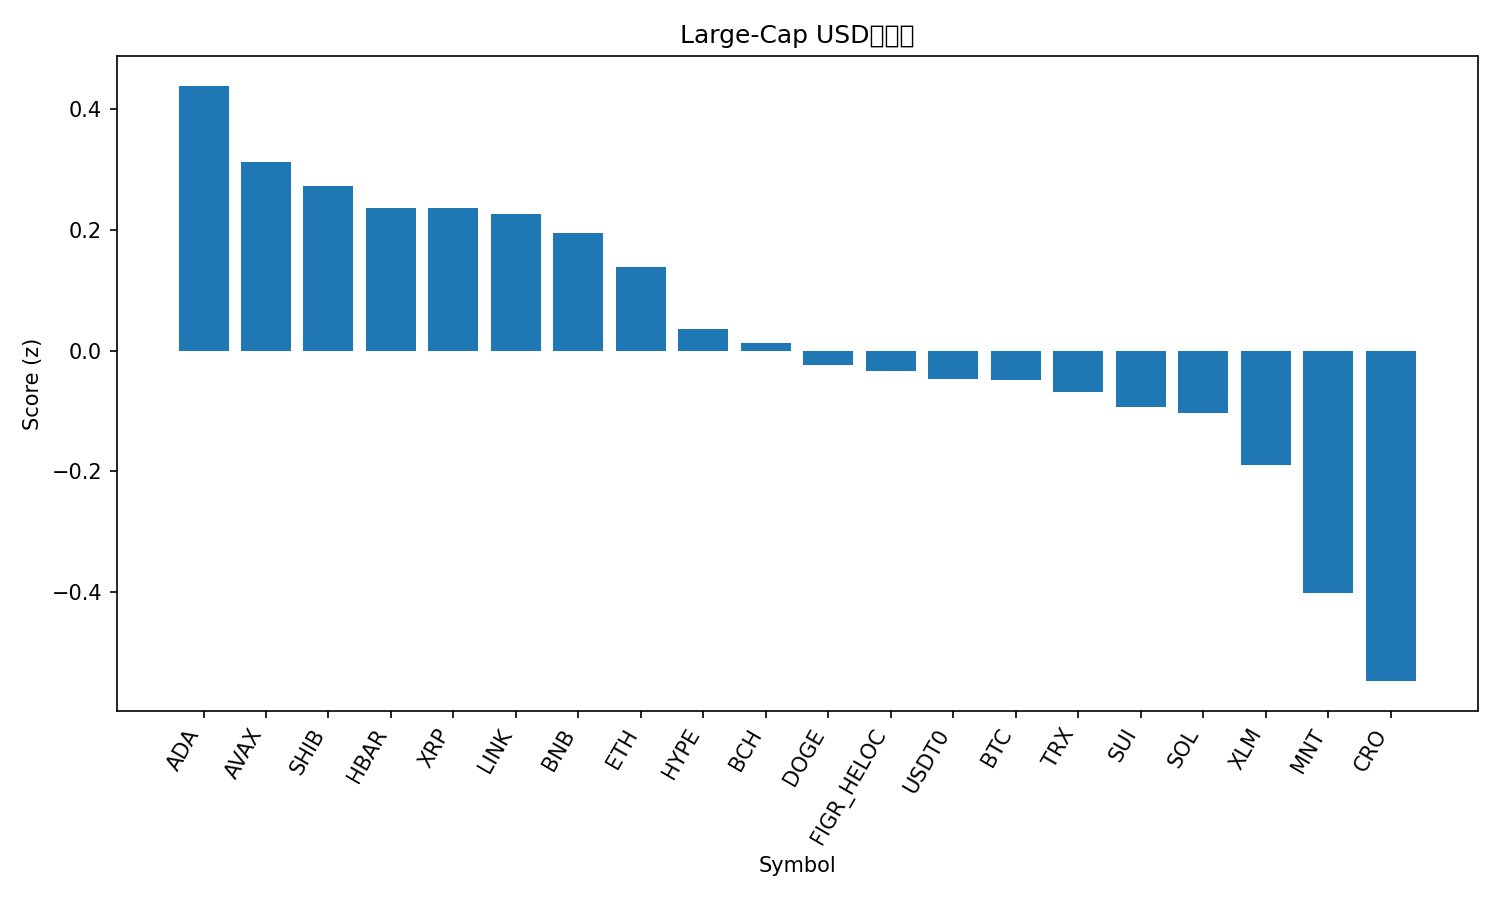 Large-Cap USD
Score (z)
0.4
0.2
0.0
−0.2
−0.4
ADA
AVAX
SHIB
HBAR
XRP
LINK
BNB
ETH
HYPE
BCH
DOGE
FIGR_HELOC
USDT0
BTC
TRX
SUI
SOL
XLM
MNT
CRO
Symbol